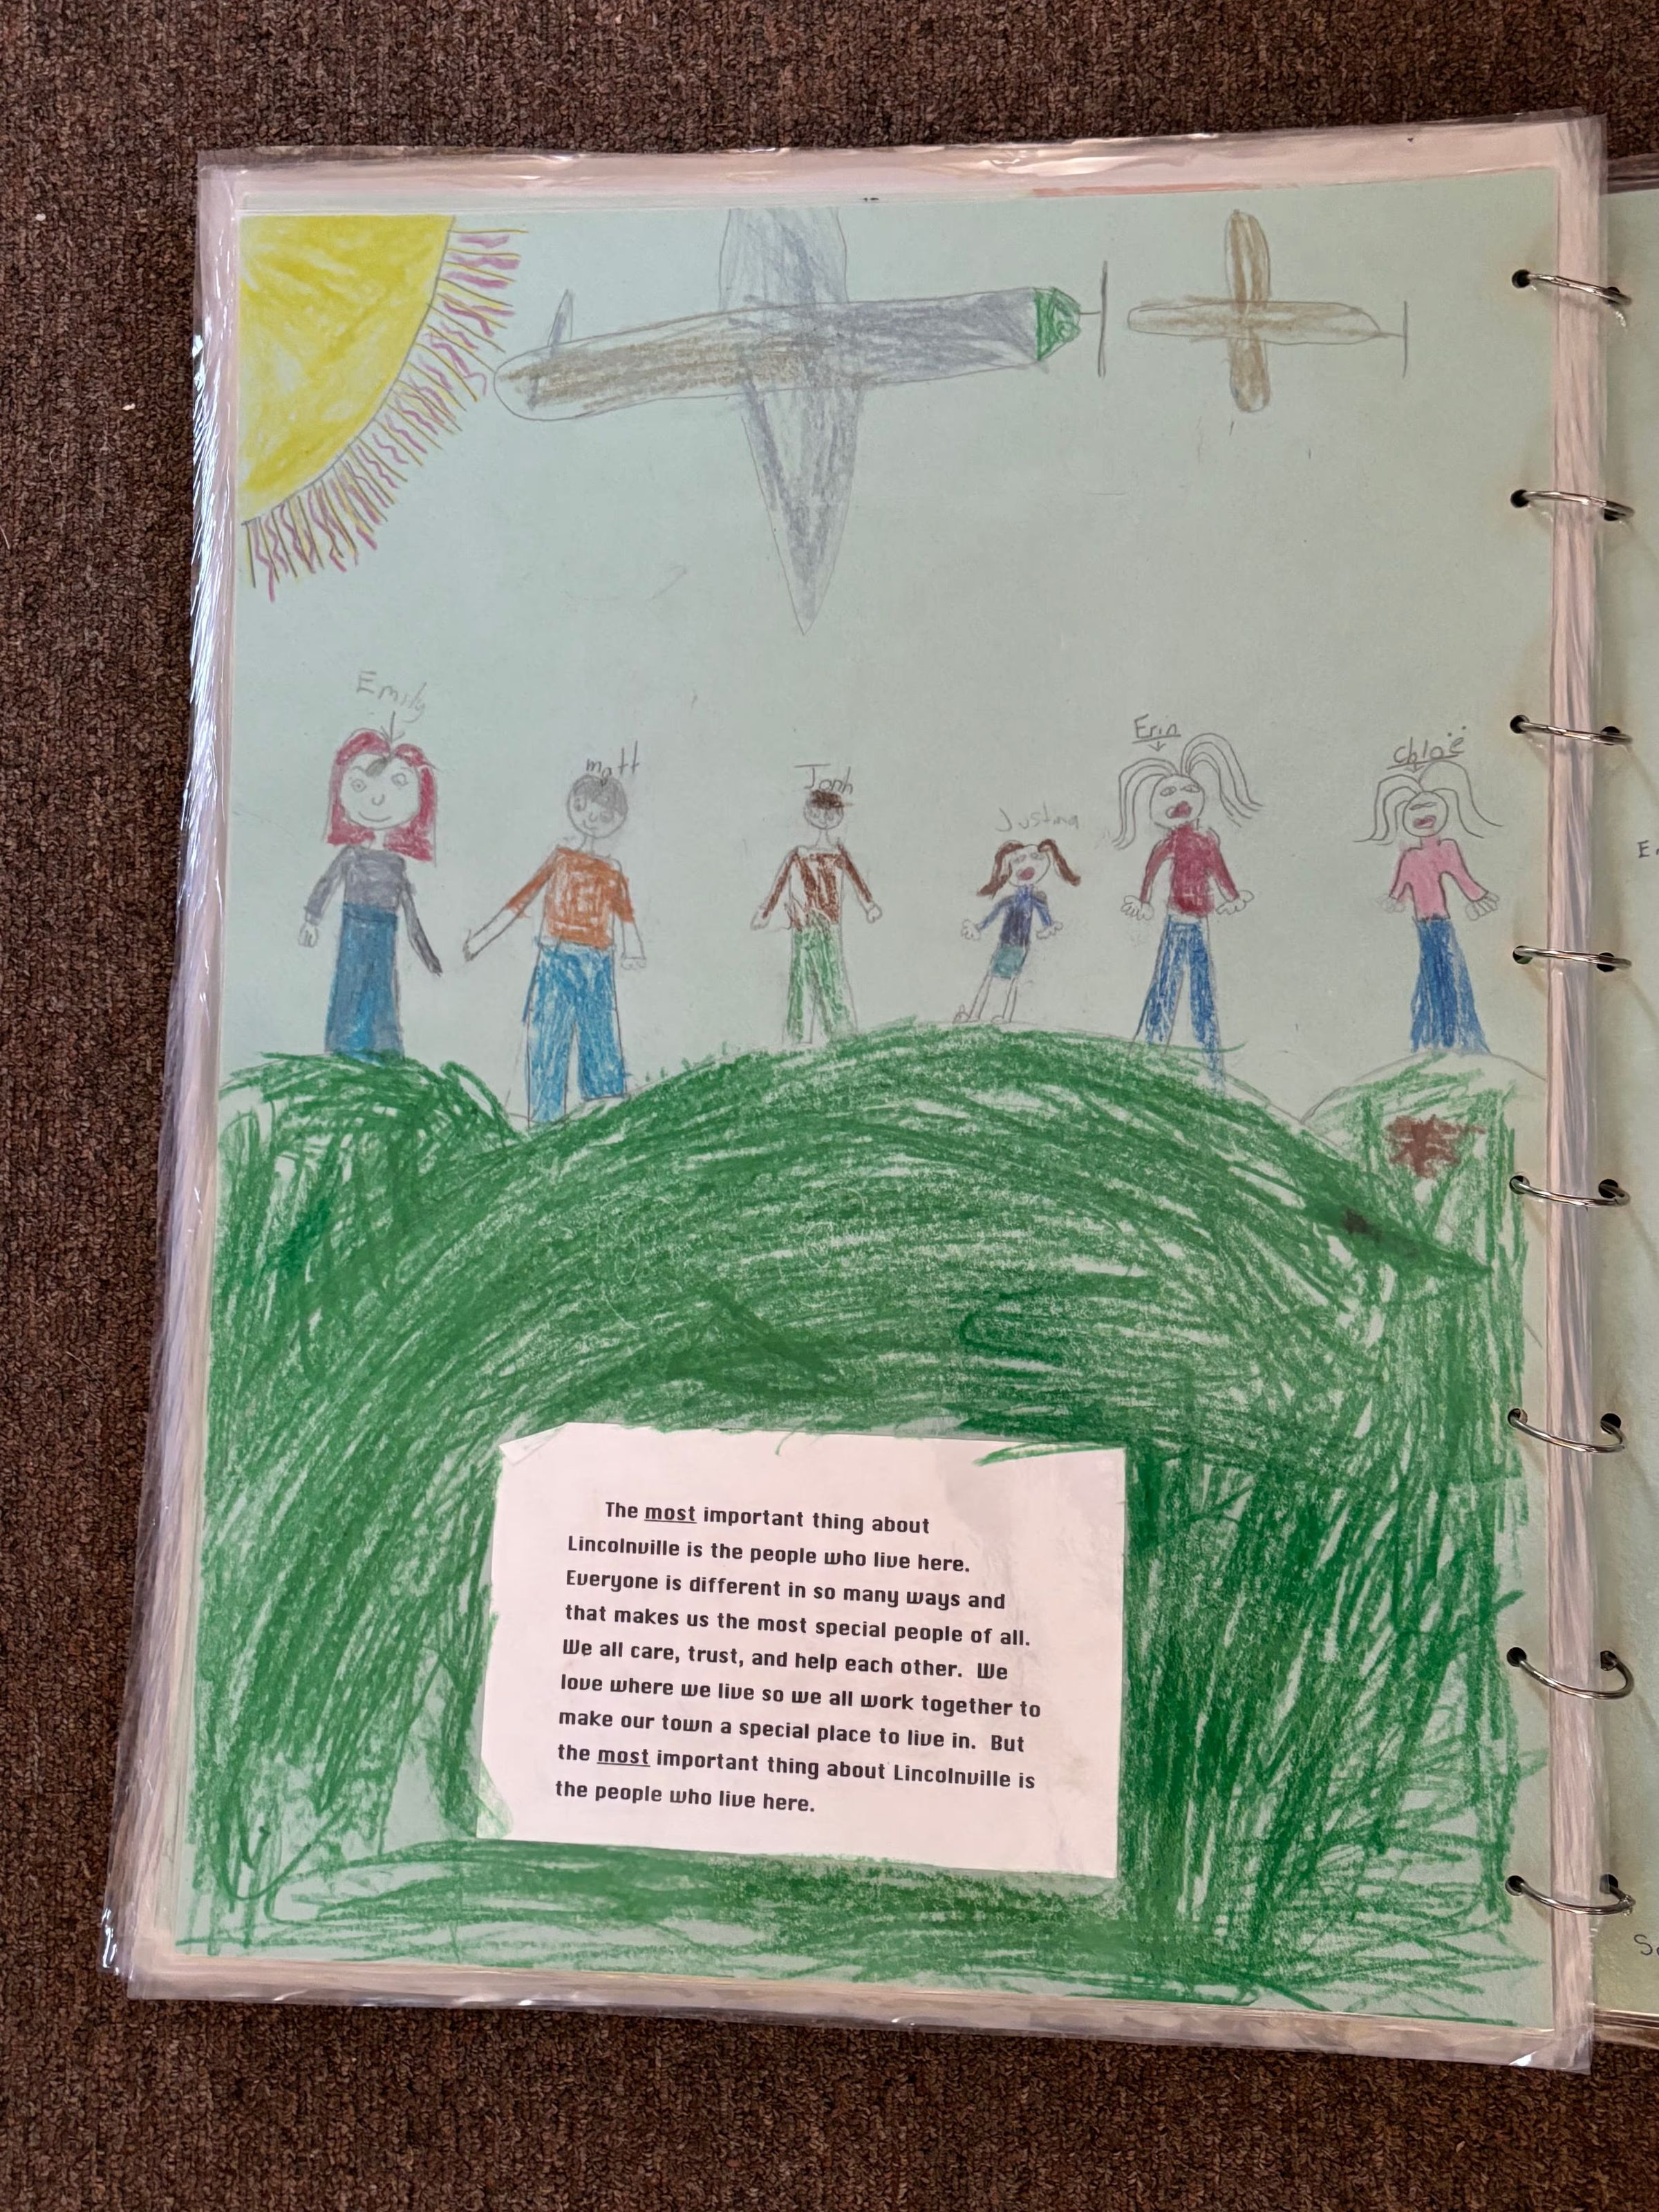 Emily
matt
Jonh
Justina
Erin
Chloë
The most important thing about
Lincolnville is the people who live here.
Everyone is different in so many ways and
that makes us the most special people of all.
We all care, trust, and help each other. We
love where we live so we all work together to
make our town a special place to live in. But
the most important thing about Lincolnville is
the people who live here.